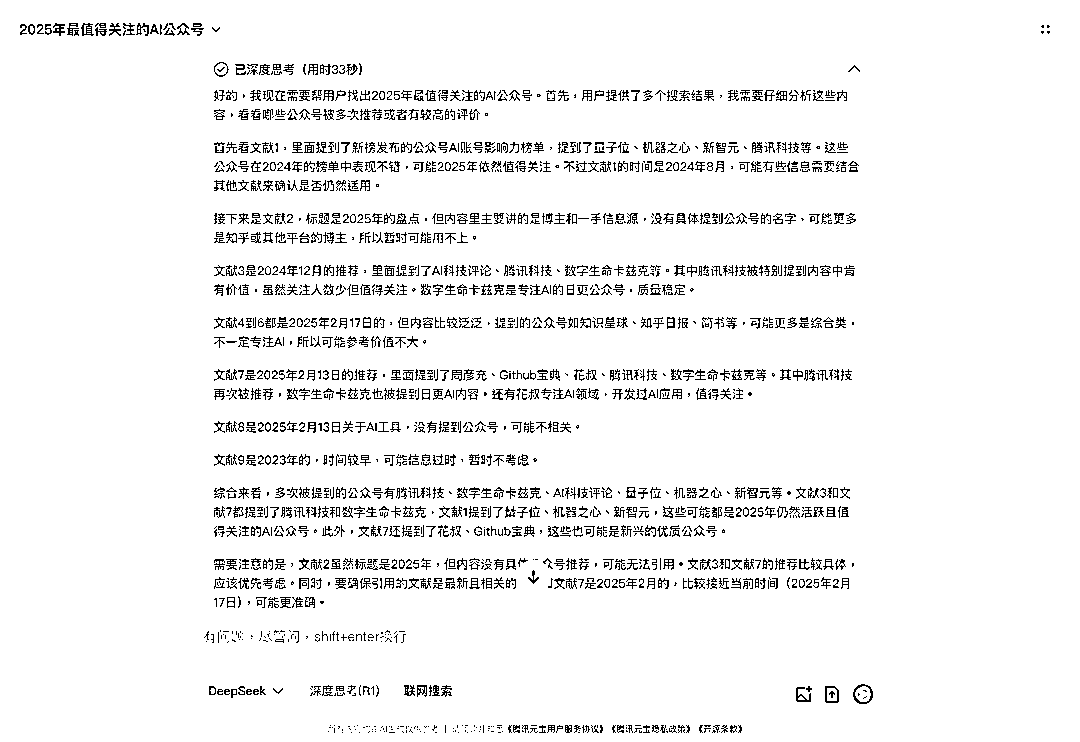 2025年最值得关注的AI公众号
已深度思考（用时33秒）
好的，我现在需要帮用户找出2025年最值得关注的AI公众号。首先，用户提供了多个搜索结果，我需要仔细分析这些内
容，看看哪些公众号被多次推荐或者有较高的评价。
首先看文献1，里面提到了新榜发布的公众号AI账号影响力榜单，提到了量子位、机器之心、新智元、腾讯科技等。这些
公众号在2024年的榜单中表现不错，可能2025年依然值得关注。不过文献1的时间是2024年8月，可能有些信息需要结合
其他文献来确认是否仍然适用。
接下来是文献2，标题是2025年的盘点，但内容里主要讲的是博主和一手信息源，没有具体提到公众号的名字，可能更多
是知乎或其他平台的博主，所以暂时可能用不上。
文献3是2024年12月的推荐，里面提到了AI科技评论、腾讯科技、数字生命卡兹克等。其中腾讯科技被特别提到内容中肯
有价值，虽然关注人数少但值得关注。数字生命卡兹克是专注AI的日更公众号，质量稳定。
文献4到6都是2025年2月17日的，但内容比较泛泛，提到的公众号如知识星球、知乎日报、简书等，可能更多是综合类，
不一定专注AI，所以可能参考价值不大。
文献7是2025年2月13日的推荐，里面提到了周彦充、Github宝典、花叔、腾讯科技、数字生命卡兹克等。其中腾讯科技
再次被推荐，数字生命卡兹克也被提到日更AI内容。还有花叔专注AI领域，开发过AI应用，值得关注。
文献8是2025年2月13日关于AI工具，没有提到公众号，可能不相关。
文献9是2023年的，时间较早，可能信息过时，暂时不考虑。
综合来看，多次被提到的公众号有腾讯科技、数字生命卡兹克、AI科技评论、量子位、机器之心、新智元等。文献3和文
献7都提到了腾讯科技和数字生命卡兹克，文献1提到了量子位、机器之心、新智元，这些可能都是2025年仍然活跃且值
得关注的AI公众号。此外，文献7还提到了花叔、Github宝典，这些也可能是新兴的优质公众号。
需要注意的是，文献2虽然标题是2025年，但内容没有具 众号推荐，可能无法引用。文献3和文献7的推荐比较具体，
应该优先考虑。同时，要确保引用的文献是最新且相关的 文献7是2025年2月的，比较接近当前时间（2025年2月
17日），可能更准确。
有问题，尽管问，shift+enter换行
DeepSeek 深度思考(R1) 联网搜索
《腾讯元宝用户服务协议》《腾讯元宝隐私政策》《开源条款》